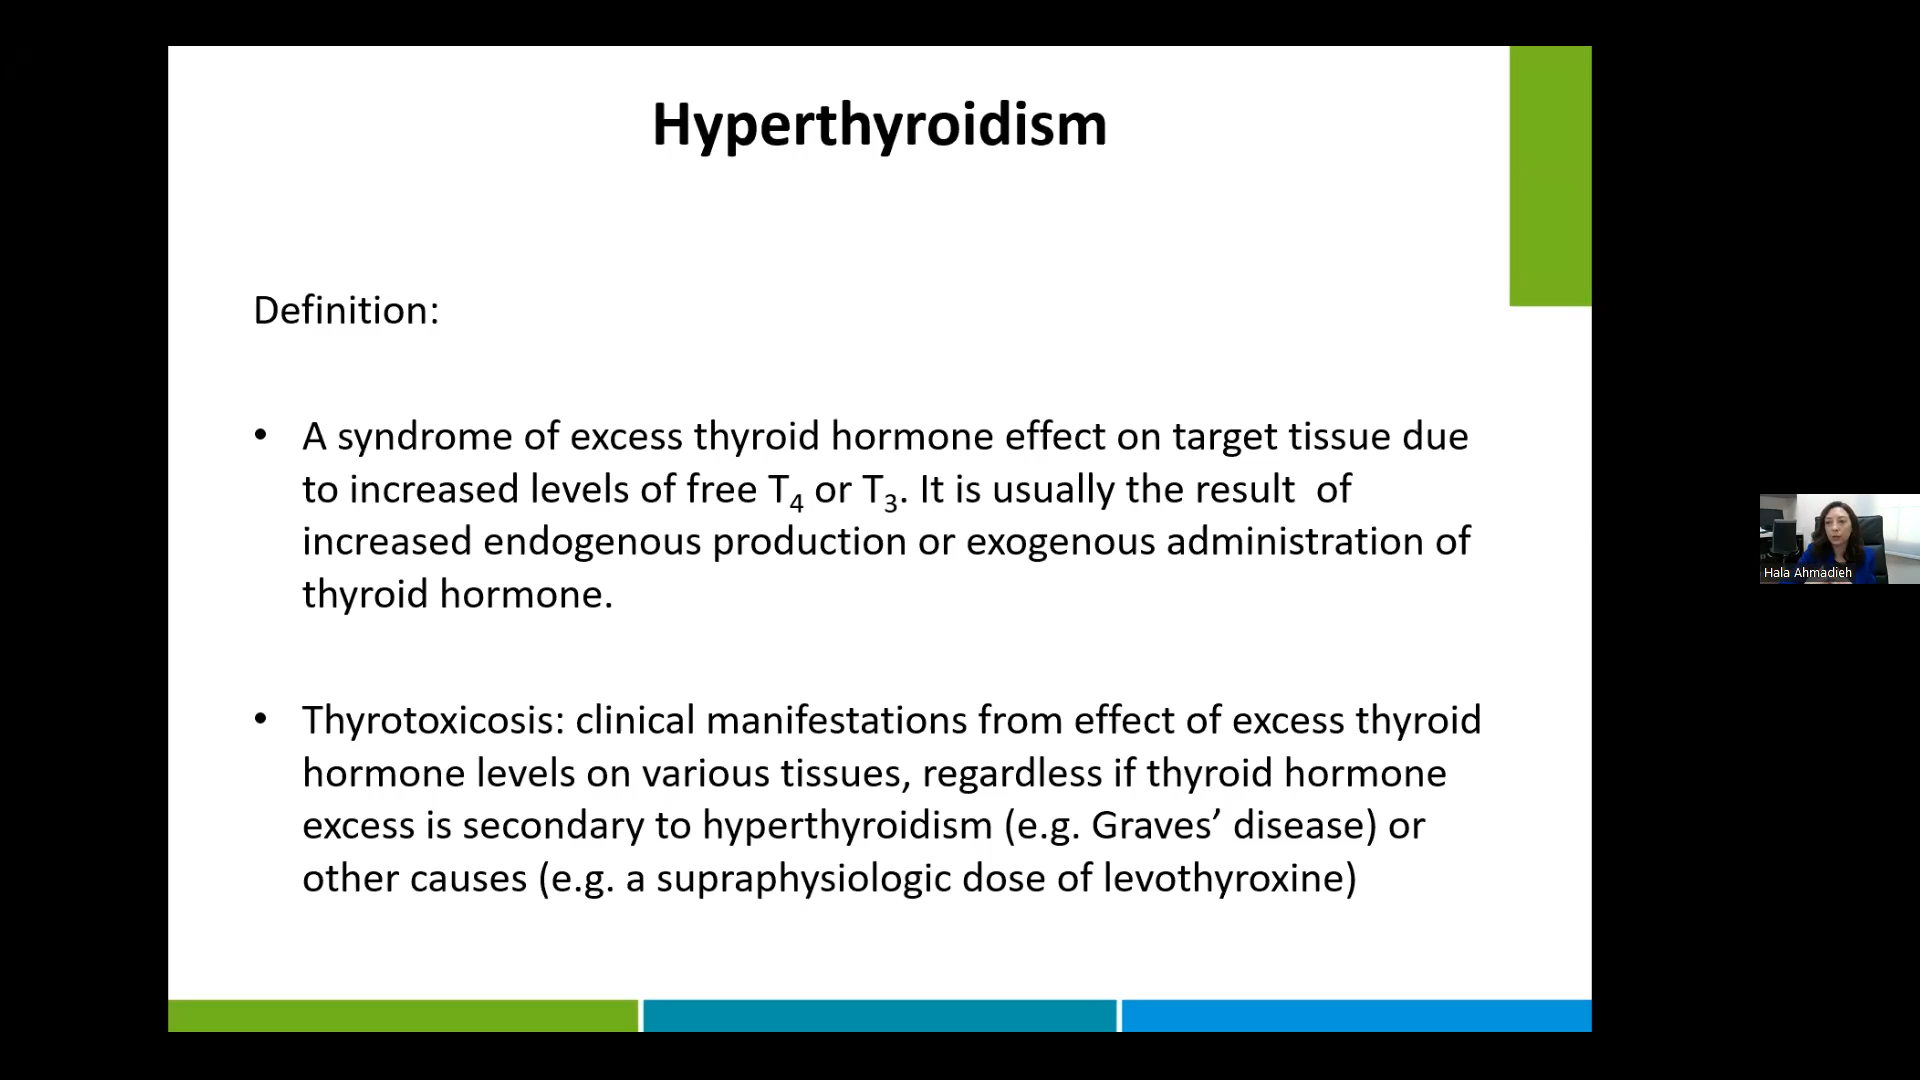 Hyperthyroidism
Definition:
• A syndrome of excess thyroid hormone effect on target tissue due
to increased levels of free T₄ or T₃. It is usually the result  of
increased endogenous production or exogenous administration of
thyroid hormone.
• Thyrotoxicosis: clinical manifestations from effect of excess thyroid
hormone levels on various tissues, regardless if thyroid hormone
excess is secondary to hyperthyroidism (e.g. Graves’ disease) or
other causes (e.g. a supraphysiologic dose of levothyroxine)
Hala Ahmadieh